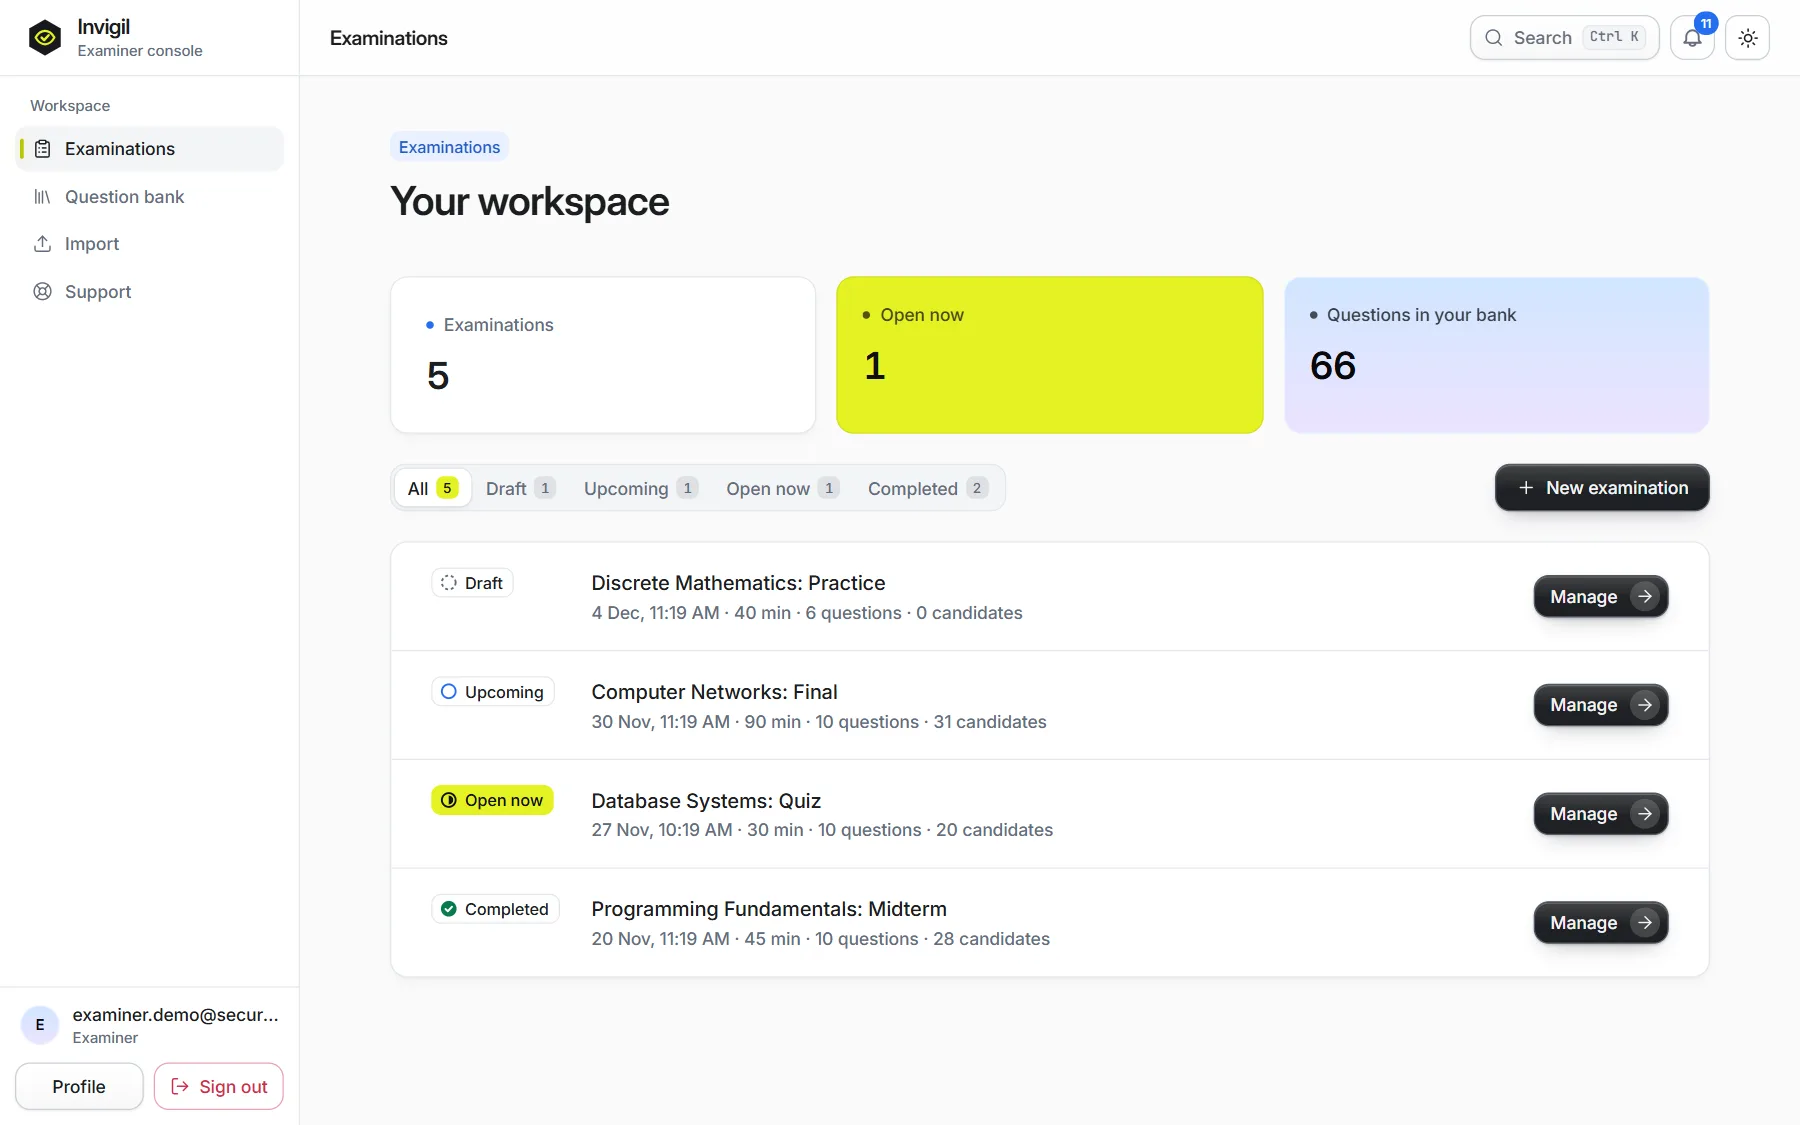 Invigil
Examiner console
Examinations
Search Ctrl K
11
Workspace
Examinations
Question bank
Import
Support
Examinations
Your workspace
Examinations
5
Open now
1
Questions in your bank
66
All 5 Draft 1 Upcoming 1 Open now 1 Completed 2
New examination
Draft
Discrete Mathematics: Practice
4 Dec, 11:19 AM · 40 min · 6 questions · 0 candidates
Manage
Upcoming
Computer Networks: Final
30 Nov, 11:19 AM · 90 min · 10 questions · 31 candidates
Manage
Open now
Database Systems: Quiz
27 Nov, 10:19 AM · 30 min · 10 questions · 20 candidates
Manage
Completed
Programming Fundamentals: Midterm
20 Nov, 11:19 AM · 45 min · 10 questions · 28 candidates
Manage
E
examiner.demo@secur...
Examiner
Profile
Sign out